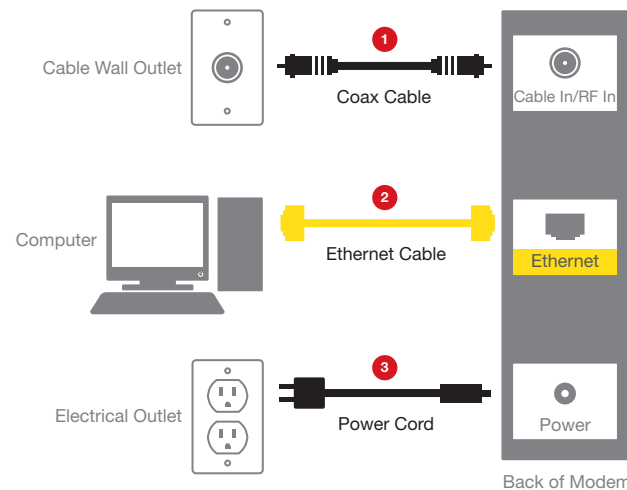 1
Cable Wall Outlet
Coax Cable
Cable In/RF In
2
Computer
Ethernet Cable
Ethernet
3
Electrical Outlet
Power Cord
Power
Back of Modem